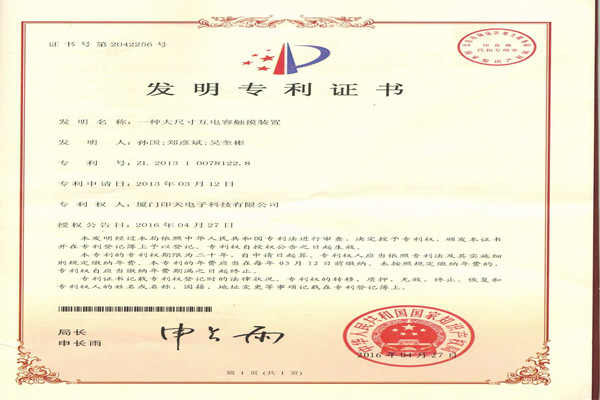 证书号第2042256号
发明专利证书
发明名称：一种大尺寸互电容触摸装置
发明人：孙国;郑彦斌;吴奎彬
专利号：ZL 2013 1 0078122.8
专利申请日：2013年03月12日
专利权人：厦门印天电子科技有限公司
授权公告日：2016年04月27日
本发明经过本局依照中华人民共和国专利法进行审查，决定授予专利权，颁发本证书
并在专利登记簿上予以登记。专利权自授权公告之日起生效。
本专利的专利权期限为二十年，自申请日起算。专利权人应当依照专利法及其实施细
则规定缴纳年费。本专利的年费应当在每年03月12日前缴纳。未按照规定缴纳年费的，
专利权自应当缴纳年费期满之日起终止。
专利证书记载专利权登记时的法律状况。专利权的转移、质押、无效、终止、恢复和
专利权人的姓名或名称、国籍、地址变更等事项记载在专利登记簿上。
局长
申长雨
申长雨
中华人民共和国国家知识产权局
2016年04月27日
第1页(共1页)